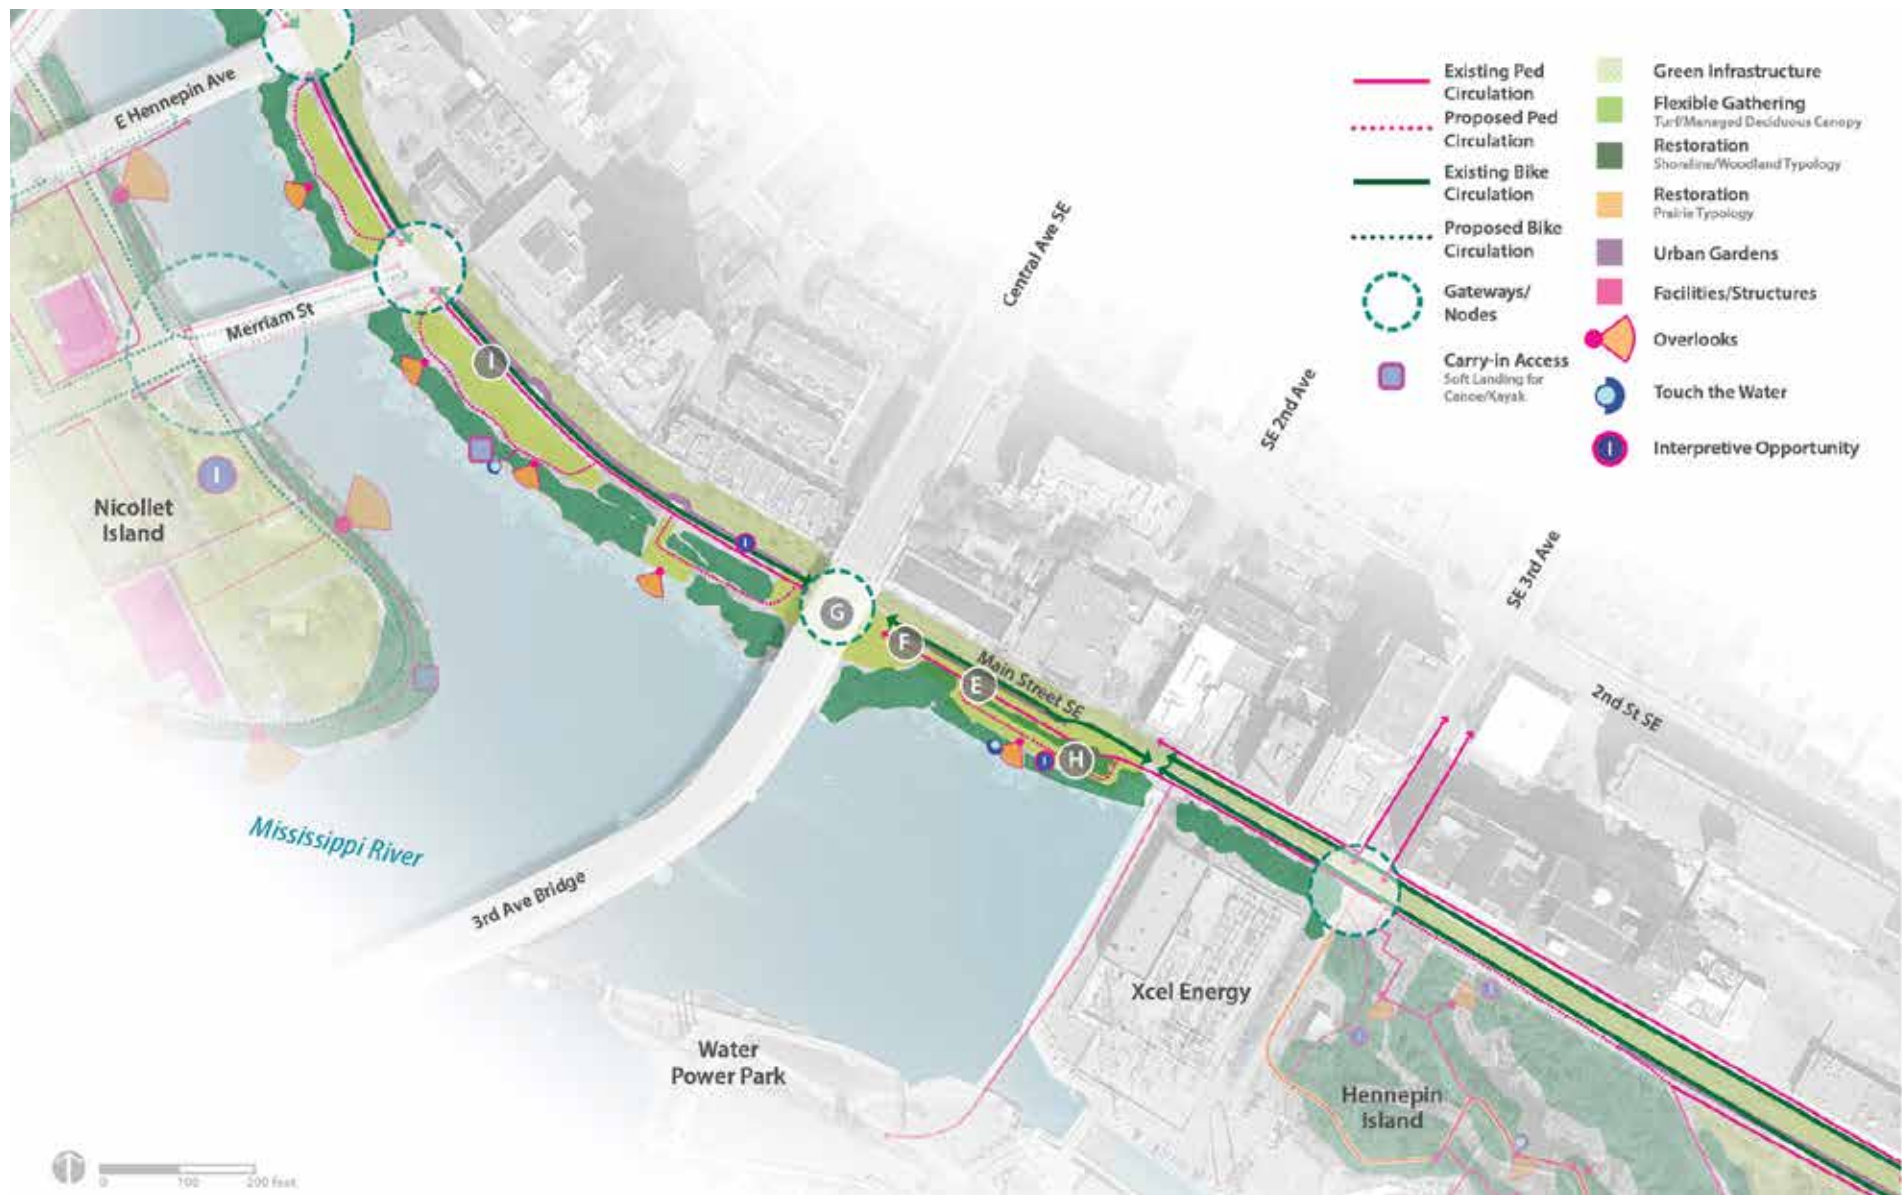 E Hennepin Ave
Merriam St
Nicollet
Island
Mississippi River
3rd Ave Bridge
Water
Power Park
Xcel Energy
Hennepin
Island
Main Street SE
Central Ave SE
SE 2nd Ave
SE 3rd Ave
2nd St SE
I
I
I
G
F
E
H
I
I
I
0 100 200 feet
Existing Ped
Circulation
Proposed Ped
Circulation
Existing Bike
Circulation
Proposed Bike
Circulation
Gateways/
Nodes
Carry-in Access
Soft Landing for
Canoe/Kayak
Green Infrastructure
Flexible Gathering
Turf/Managed Deciduous Canopy
Restoration
Shoreline/Woodland Typology
Restoration
Prairie Typology
Urban Gardens
Facilities/Structures
Overlooks
Touch the Water
I
Interpretive Opportunity